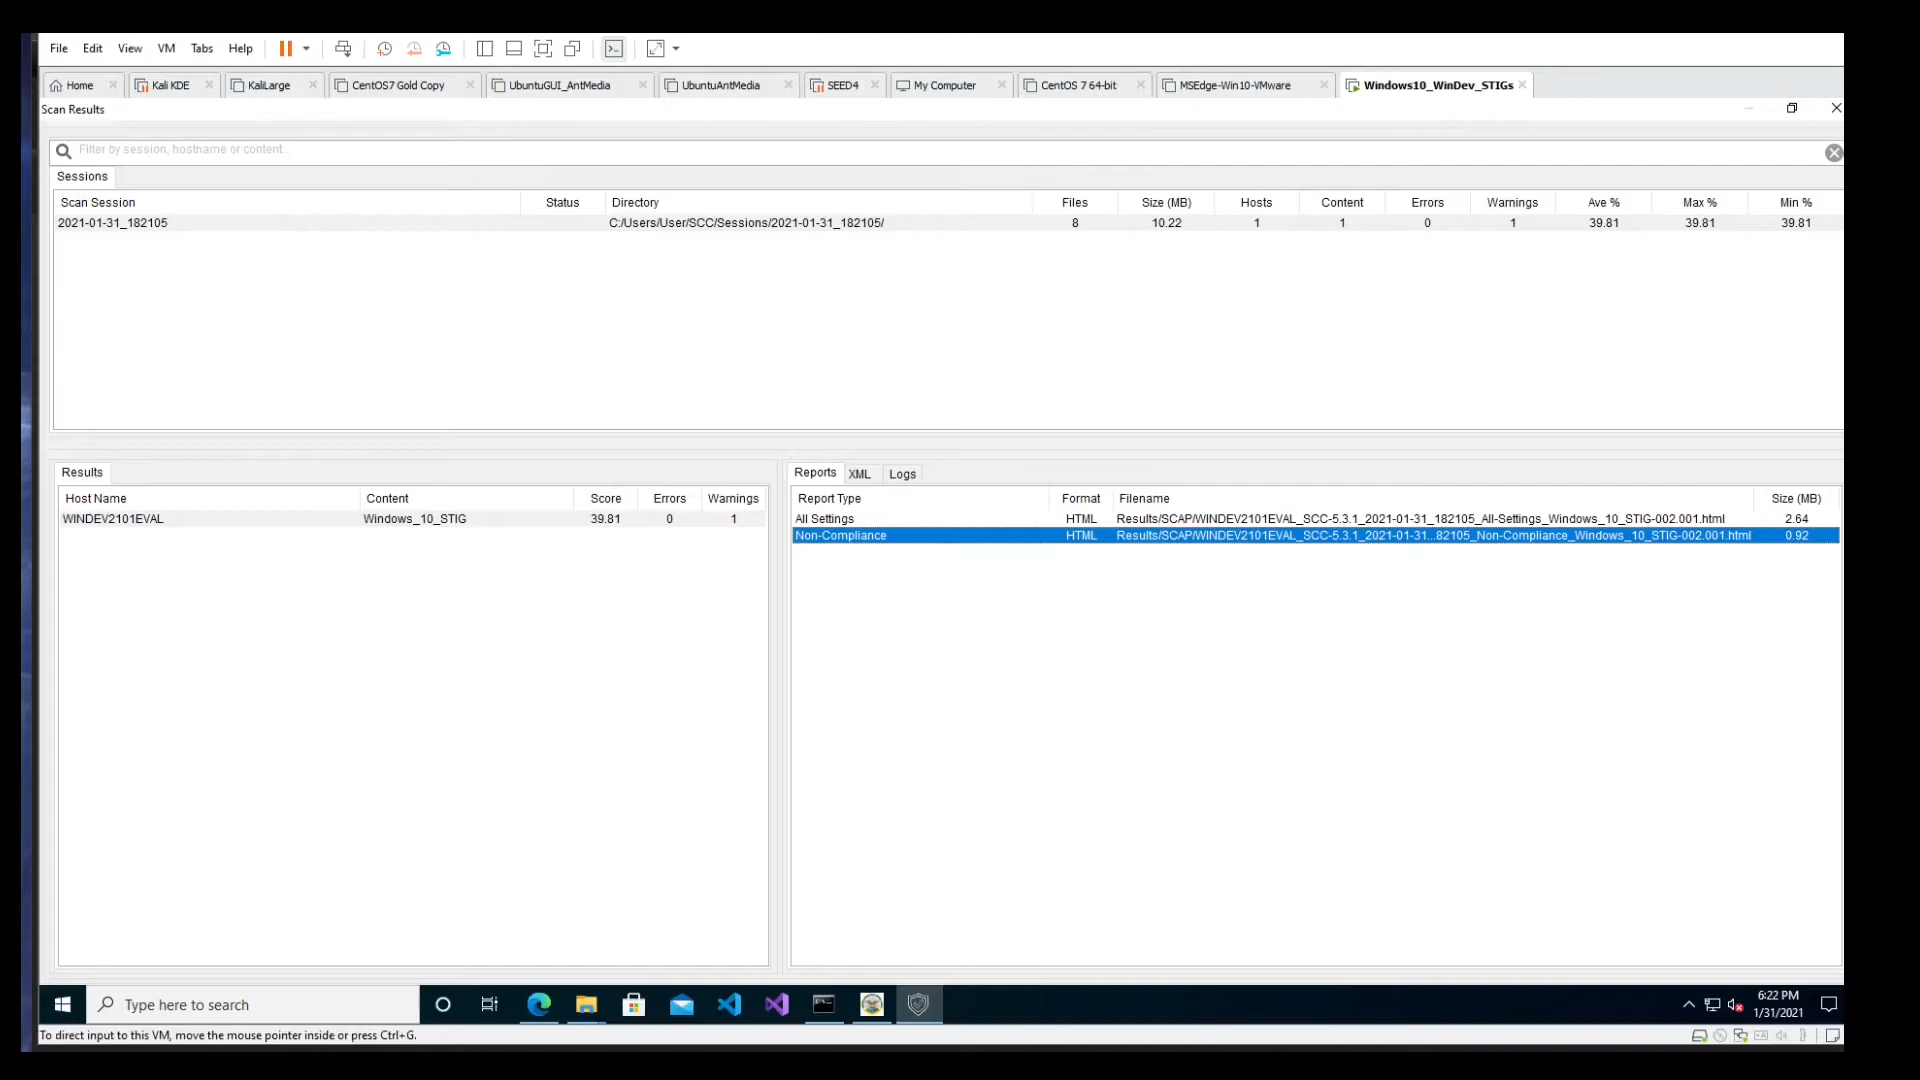 File Edit View VM Tabs Help
Home Kali KDE KaliLarge CentOS7 Gold Copy UbuntuGUI_AntMedia UbuntuAntMedia SEED4 My Computer CentOS 7 64-bit MSEdge-Win10-VMware Windows10_WinDev_STIGs
Scan Results
Filter by session, hostname or content..
Sessions
Scan Session Status Directory Files Size (MB) Hosts Content Errors Warnings Ave % Max % Min %
2021-01-31_182105 C:/Users/User/SCC/Sessions/2021-01-31_182105/ 8 10.22 1 1 0 1 39.81 39.81 39.81
Results
Host Name Content Score Errors Warnings
WINDEV2101EVAL Windows_10_STIG 39.81 0 1
Reports XML Logs
Report Type Format Filename Size (MB)
All Settings HTML Results/SCAP/WINDEV2101EVAL_SCC-5.3.1_2021-01-31_182105_All-Settings_Windows_10_STIG-002.001.html 2.64
Non-Compliance HTML Results/SCAP/WINDEV2101EVAL_SCC-5.3.1_2021-01-31...82105_Non-Compliance_Windows_10_STIG-002.001.html 0.92
Type here to search
6:22 PM
1/31/2021
To direct input to this VM, move the mouse pointer inside or press Ctrl+G.